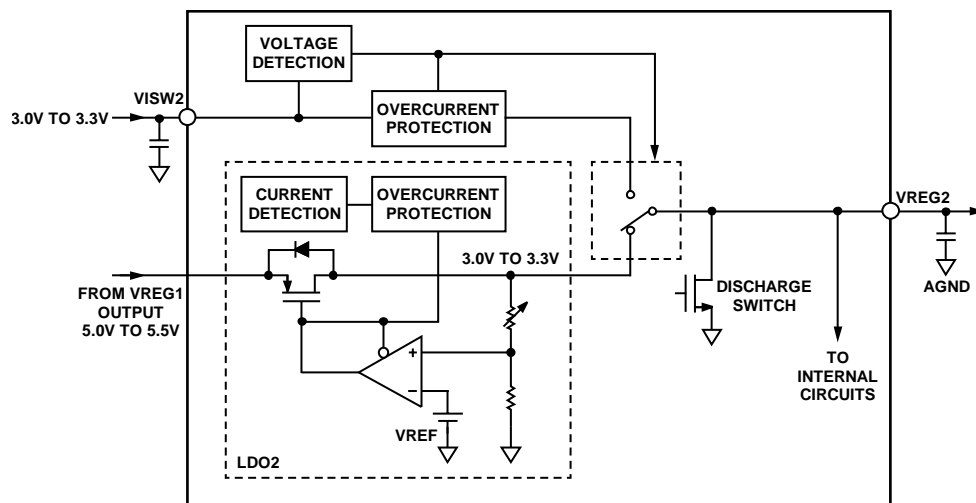 VOLTAGE
DETECTION
VISW2
3.0V TO 3.3V
OVERCURRENT
PROTECTION
CURRENT
DETECTION
OVERCURRENT
PROTECTION
VREG2
3.0V TO 3.3V
FROM VREG1
OUTPUT
5.0V TO 5.5V
DISCHARGE
SWITCH
AGND
+
–
TO
INTERNAL
CIRCUITS
VREF
LDO2